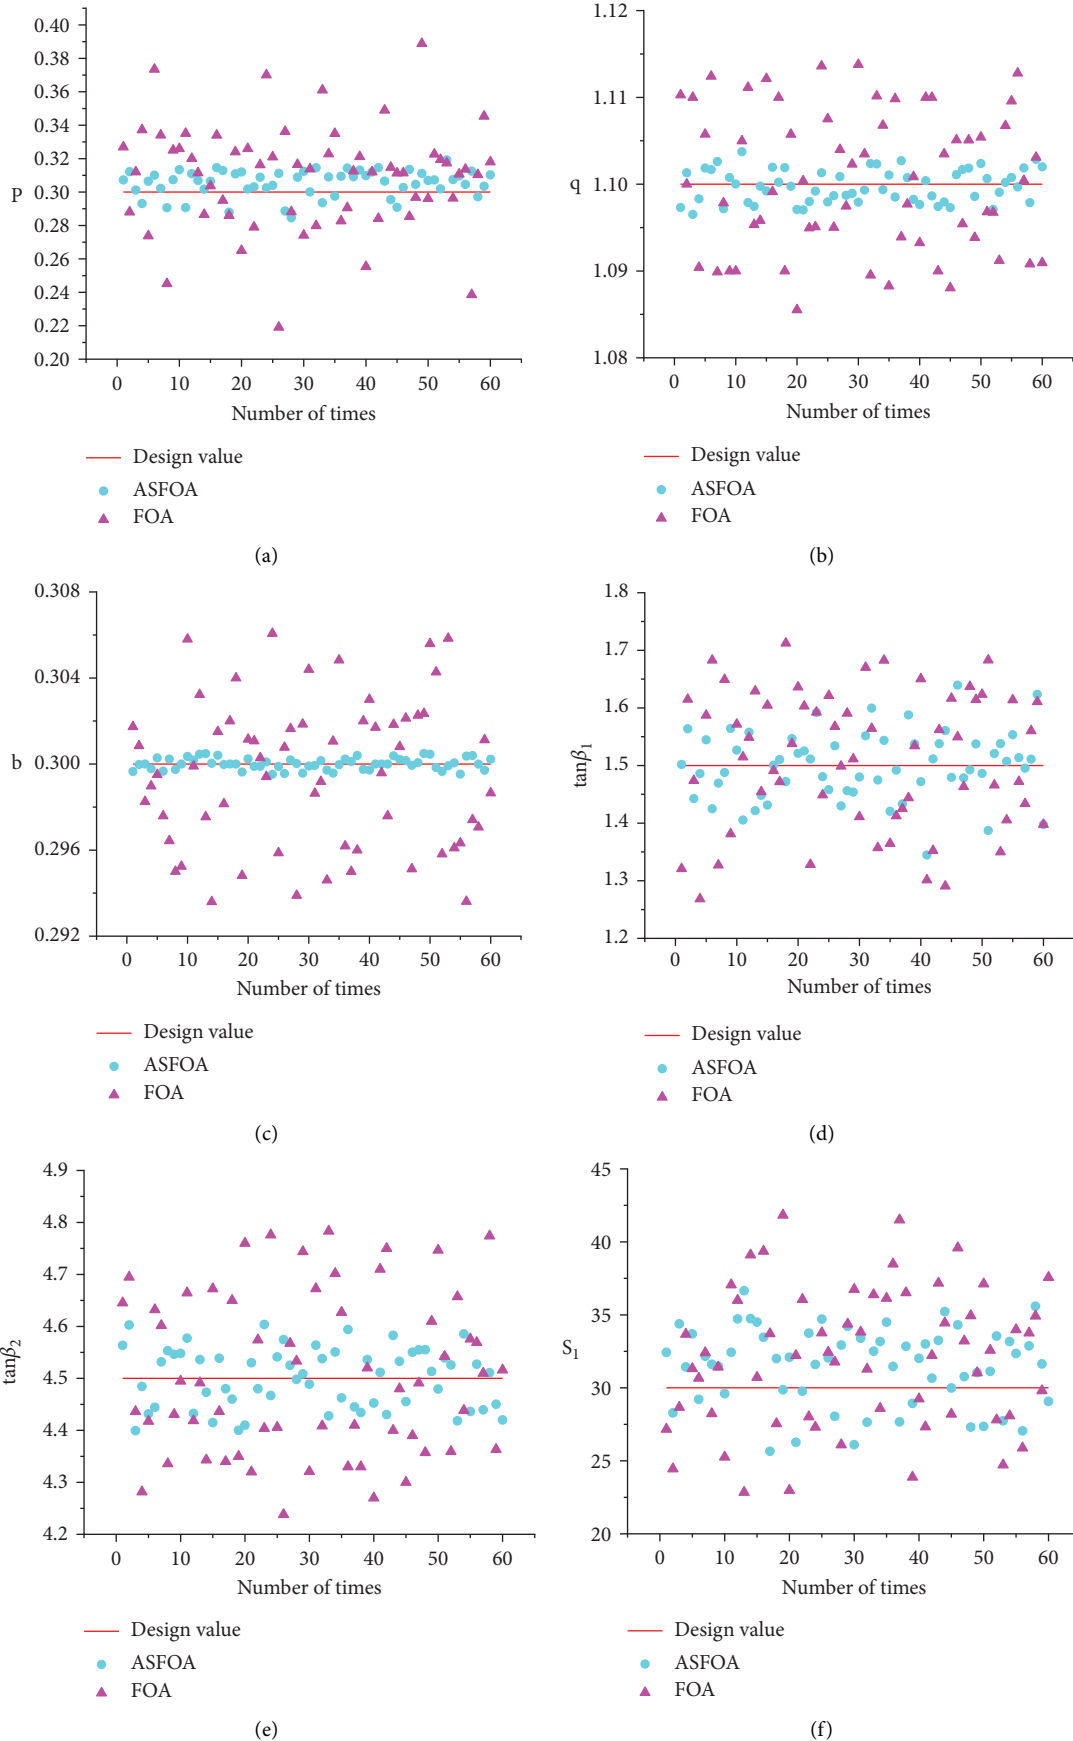 0.40
0.38
0.36
0.34
0.32
0.30
0.28
0.26
0.24
0.22
0.20
P
0 10 20 30 40 50 60
Number of times
Design value
ASFOA
FOA
(a)
1.12
1.11
1.10
1.09
1.08
q
0 10 20 30 40 50 60
Number of times
Design value
ASFOA
FOA
(b)
0.308
0.304
0.300
0.296
0.292
b
0 10 20 30 40 50 60
Number of times
Design value
ASFOA
FOA
(c)
1.8
1.7
1.6
1.5
1.4
1.3
1.2
tanβ₁
0 10 20 30 40 50 60
Number of times
Design value
ASFOA
FOA
(d)
4.9
4.8
4.7
4.6
4.5
4.4
4.3
4.2
tanβ₂
0 10 20 30 40 50 60
Number of times
Design value
ASFOA
FOA
(e)
45
40
35
30
25
20
S₁
0 10 20 30 40 50 60
Number of times
Design value
ASFOA
FOA
(f)